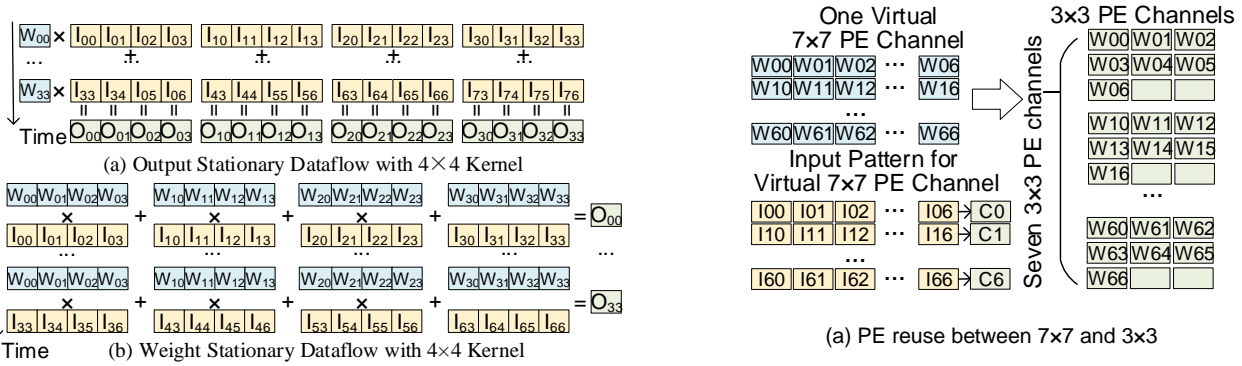 W00 × I00 I01 I02 I03 I10 I11 I12 I13 I20 I21 I22 I23 I30 I31 I32 I33
... + + + +
... ... ... ...
W33 × I33 I34 I05 I06 I43 I44 I55 I56 I63 I64 I65 I66 I73 I74 I75 I76
= = = = = = = = = = = = = = = =
Time O00 O01 O02 O03 O10 O11 O12 O13 O20 O21 O22 O23 O30 O31 O32 O33
(a) Output Stationary Dataflow with 4×4 Kernel
W00 W01 W02 W03 + W10 W11 W12 W13 + W20 W21 W22 W23 + W30 W31 W32 W33
× × × × = O00
I00 I01 I02 I03 I10 I11 I12 I13 I20 I21 I22 I23 I30 I31 I32 I33
... ... ... ... ...
W00 W01 W02 W03 + W10 W11 W12 W13 + W20 W21 W22 W23 + W30 W31 W32 W33
× × × × = O33
I33 I34 I35 I36 I43 I44 I45 I46 I53 I54 I55 I56 I63 I64 I65 I66
Time
(b) Weight Stationary Dataflow with 4×4 Kernel
One Virtual
7×7 PE Channel
W00 W01 W02 ... W06
W10 W11 W12 ... W16
...
W60 W61 W62 ... W66
Input Pattern for
Virtual 7×7 PE Channel
I00 I01 I02 ... I06 C0
I10 I11 I12 ... I16 C1
...
I60 I61 I62 ... I66 C6
Seven 3×3 PE channels
3×3 PE Channels
W00 W01 W02
W03 W04 W05
W06
W10 W11 W12
W13 W14 W15
W16
...
W60 W61 W62
W63 W64 W65
W66
(a) PE reuse between 7×7 and 3×3